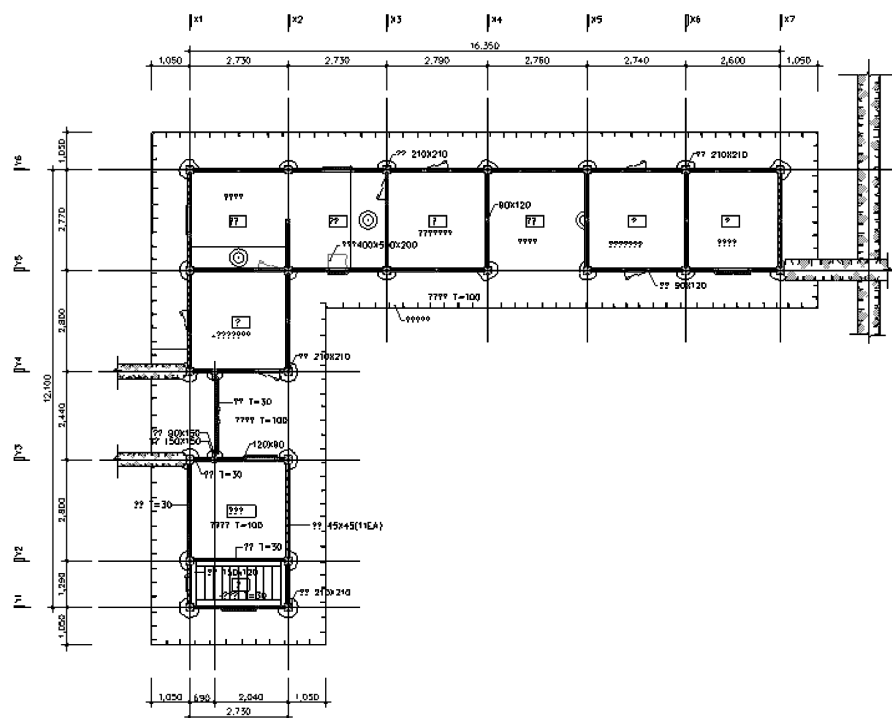 X1 X2 X3 X4 X5 X6 X7
16,350
1,050 2,730 2,730 2,790 2,760 2,740 2,600 1,050
Y6
1,050
?? 210X210
?? 210X210
????
2,770
?? ?? ? ?? ? ?
90X120
??????? ???? ??????? ????
???400X500X200
Y5
?? 90X120
???? T=100
?????
2,800
?
???????
Y4
?? 210X210
12,100
?? T=30
2,440
???? T=100
?? 90X150
?? 150X150
120X90
Y3
?? T=30
?? T=30
2,800
???
???? T=100
?? 45X45(11EA)
?? T=30
Y2
?? 150X120
1,290
?
???? T=30
?? 210X210
Y1
1,050
1,050 690 2,040 1,050
2,730